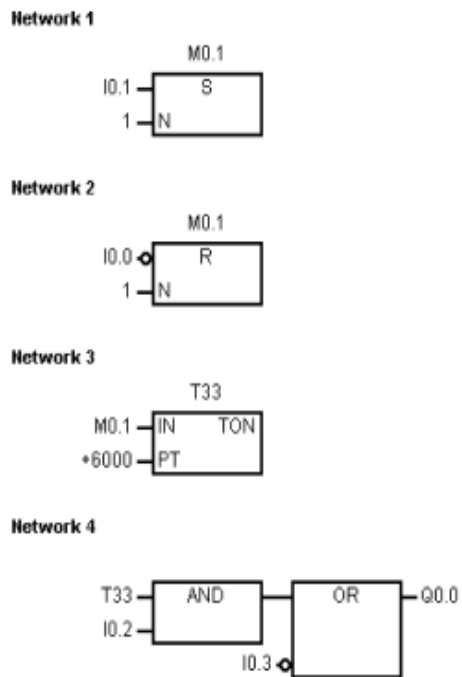 Network 1
M0.1
I0.1 S
1 N
Network 2
M0.1
I0.0 R
1 N
Network 3
T33
M0.1 IN TON
+6000 PT
Network 4
T33 AND OR Q0.0
I0.2
I0.3